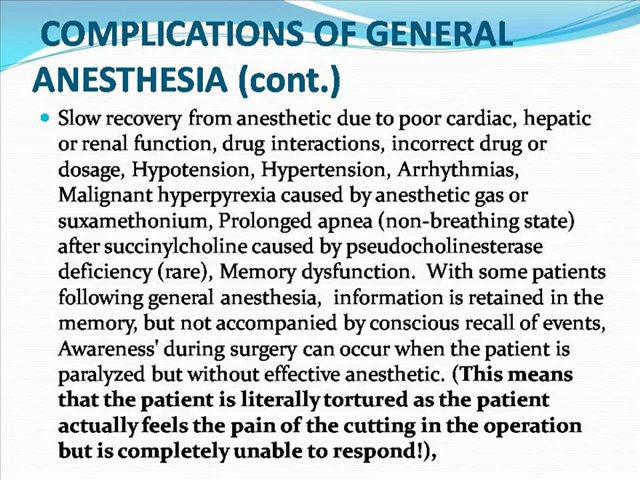 COMPLICATIONS OF GENERAL
ANESTHESIA (cont.)
• Slow recovery from anesthetic due to poor cardiac, hepatic
or renal function, drug interactions, incorrect drug or
dosage, Hypotension, Hypertension, Arrhythmias,
Malignant hyperpyrexia caused by anesthetic gas or
suxamethonium, Prolonged apnea (non-breathing state)
after succinylcholine caused by pseudocholinesterase
deficiency (rare), Memory dysfunction. With some patients
following general anesthesia, information is retained in the
memory, but not accompanied by conscious recall of events,
Awareness' during surgery can occur when the patient is
paralyzed but without effective anesthetic. (This means
that the patient is literally tortured as the patient
actually feels the pain of the cutting in the operation
but is completely unable to respond!),